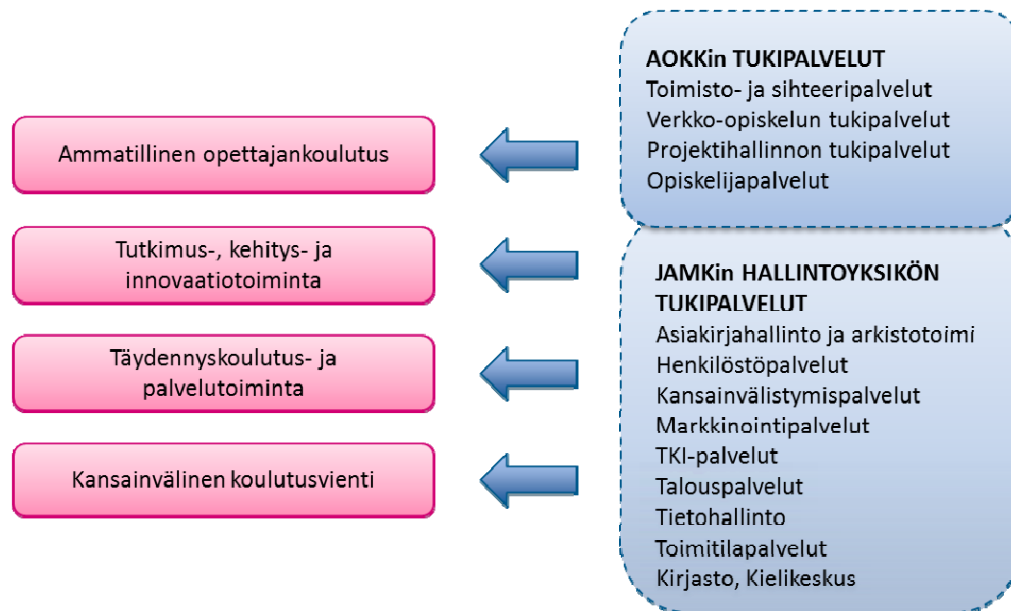 Ammatillinen opettajankoulutus
Tutkimus-, kehitys- ja
innovaatiotoiminta
Täydennyskoulutus- ja
palvelutoiminta
Kansainvälinen koulutusvienti
AOKKin TUKIPALVELUT
Toimisto- ja sihteeripalvelut
Verkko-opiskelun tukipalvelut
Projektihallinnon tukipalvelut
Opiskelijapalvelut
JAMKin HALLINTOYKSIKÖN
TUKIPALVELUT
Asiakirjahallinto ja arkistotoimi
Henkilöstöpalvelut
Kansainvälistymispalvelut
Markkinointipalvelut
TKI-palvelut
Talouspalvelut
Tietohallinto
Toimitilapalvelut
Kirjasto, Kielikeskus